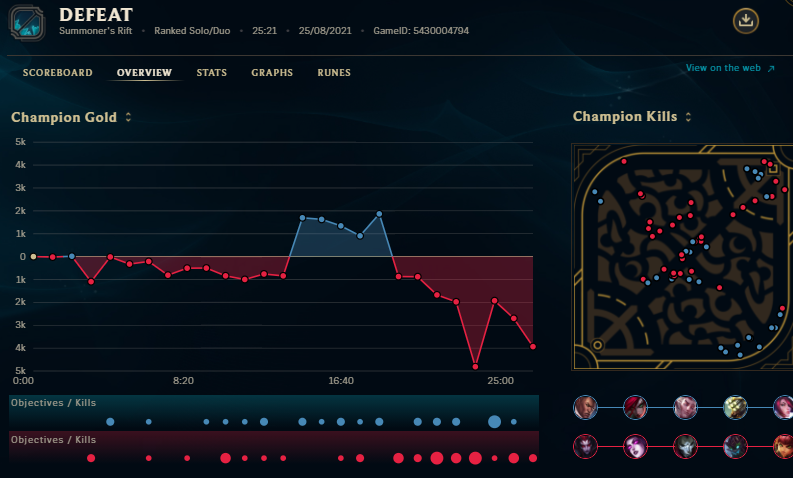 DEFEAT
Summoner's Rift • Ranked Solo/Duo • 25:21 • 25/08/2021 • GameID: 5430004794
SCOREBOARD OVERVIEW STATS GRAPHS RUNES
View on the web
Champion Gold
Champion Kills
5k
4k
3k
2k
1k
0
1k
2k
3k
4k
5k
0:00 8:20 16:40 25:00
Objectives / Kills
Objectives / Kills